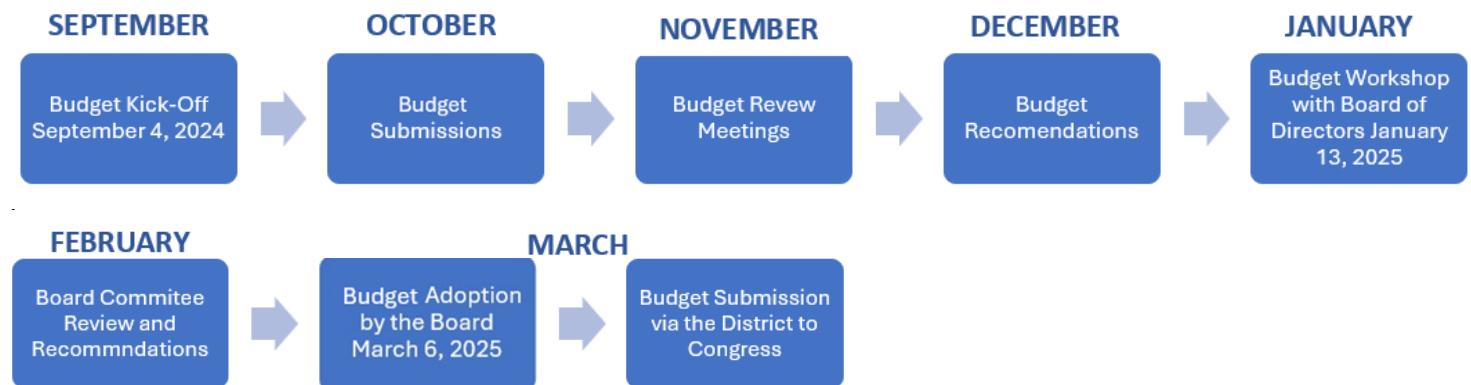 SEPTEMBER
Budget Kick-Off
September 4, 2024
OCTOBER
Budget
Submissions
NOVEMBER
Budget Revew
Meetings
DECEMBER
Budget
Recomendations
JANUARY
Budget Workshop
with Board of
Directors January
13, 2025
FEBRUARY
Board Commitee
Review and
Recommndations
MARCH
Budget Adoption
by the Board
March 6, 2025
Budget Submission
via the District to
Congress